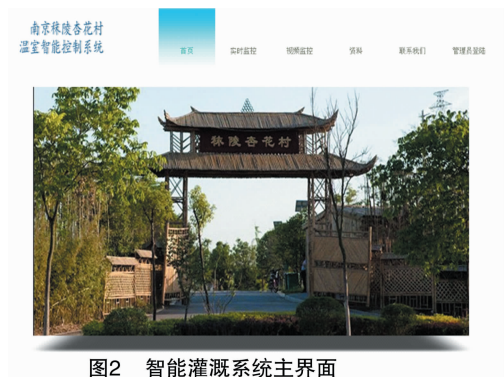 南京秣陵杏花村
温室智能控制系统
首页 实时监控 视频监控 资料 联系我们 管理员登陆
秣陵杏花村
图2 智能灌溉系统主界面